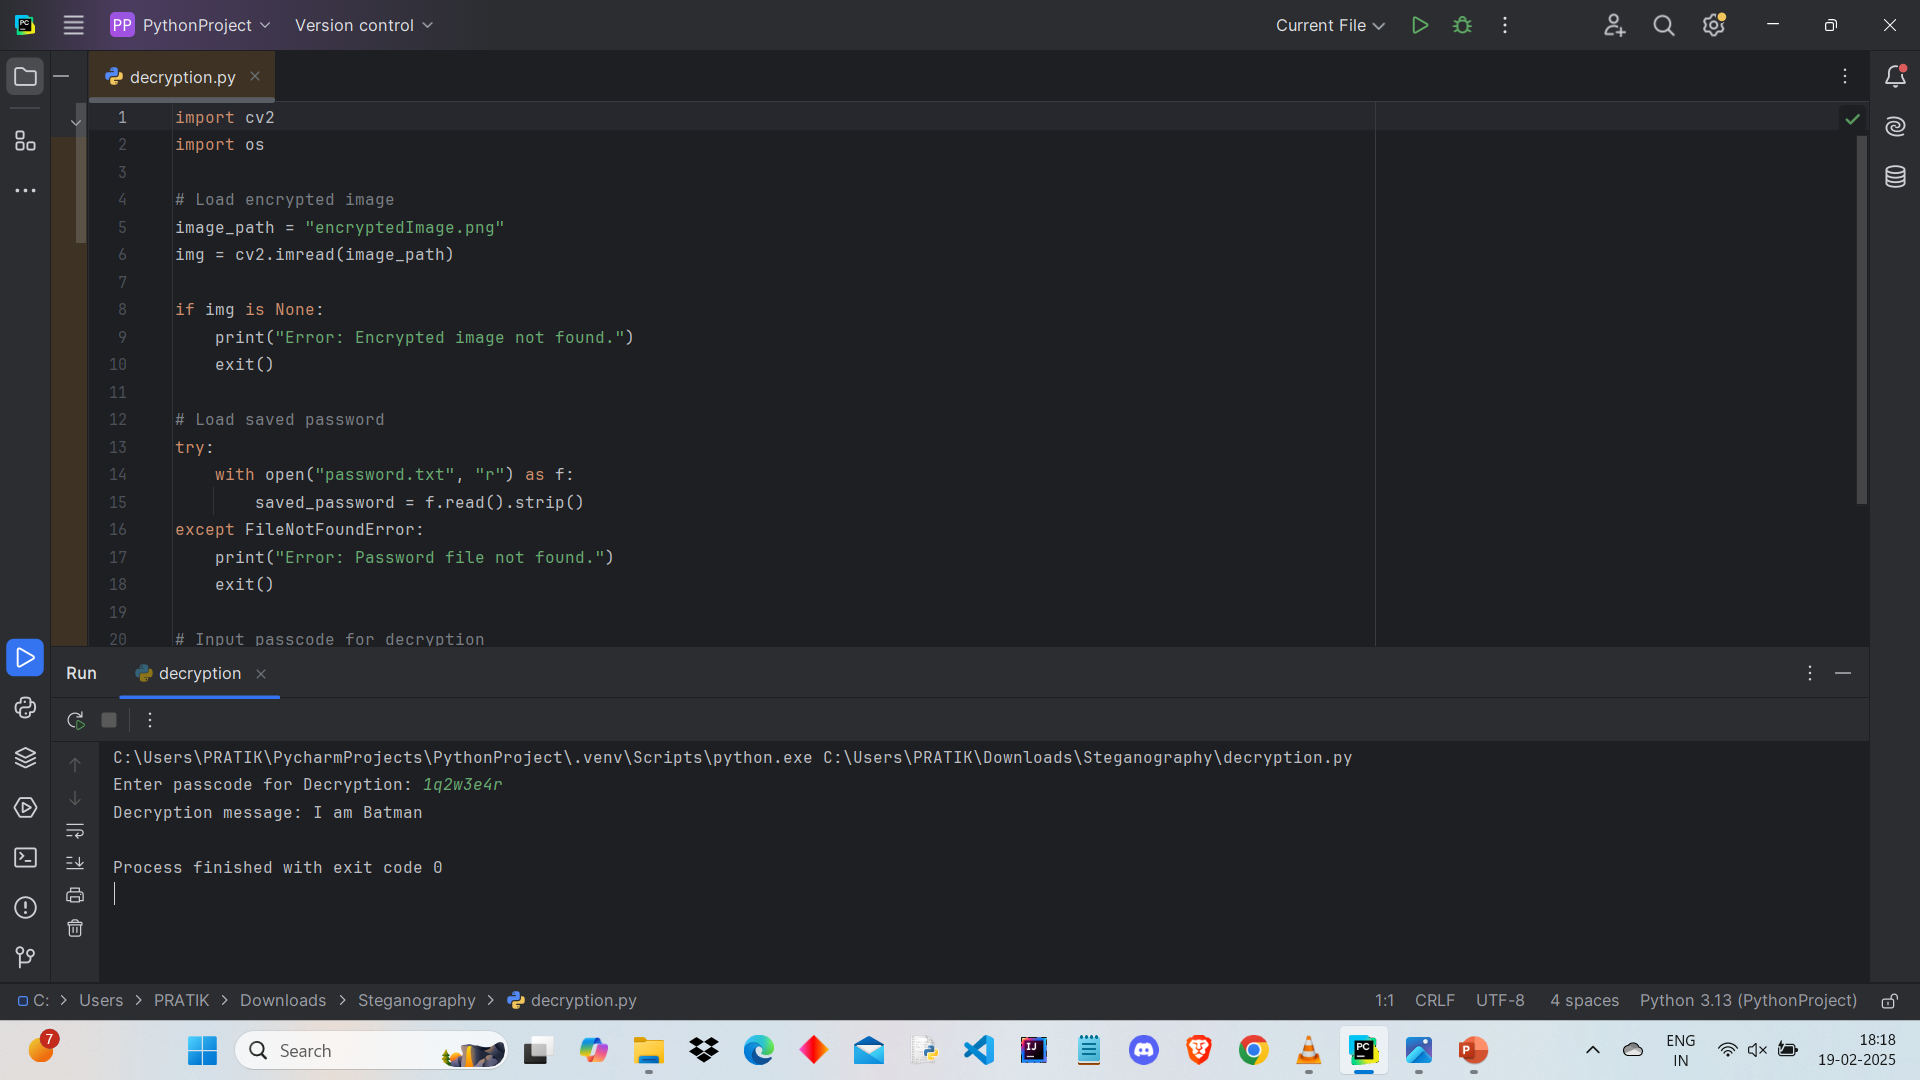 PP PythonProject Version control Current File
decryption.py
1 import cv2
2 import os
3
4 # Load encrypted image
5 image_path = "encryptedImage.png"
6 img = cv2.imread(image_path)
7
8 if img is None:
9 print("Error: Encrypted image not found.")
10 exit()
11
12 # Load saved password
13 try:
14 with open("password.txt", "r") as f:
15 saved_password = f.read().strip()
16 except FileNotFoundError:
17 print("Error: Password file not found.")
18 exit()
19
20 # Input passcode for decryption
Run decryption
C:\Users\PRATIK\PycharmProjects\PythonProject\.venv\Scripts\python.exe C:\Users\PRATIK\Downloads\Steganography\decryption.py
Enter passcode for Decryption: 1q2w3e4r
Decryption message: I am Batman
Process finished with exit code 0
C: > Users > PRATIK > Downloads > Steganography > decryption.py 1:1 CRLF UTF-8 4 spaces Python 3.13 (PythonProject)
7 Search ENG 18:18
IN 19-02-2025